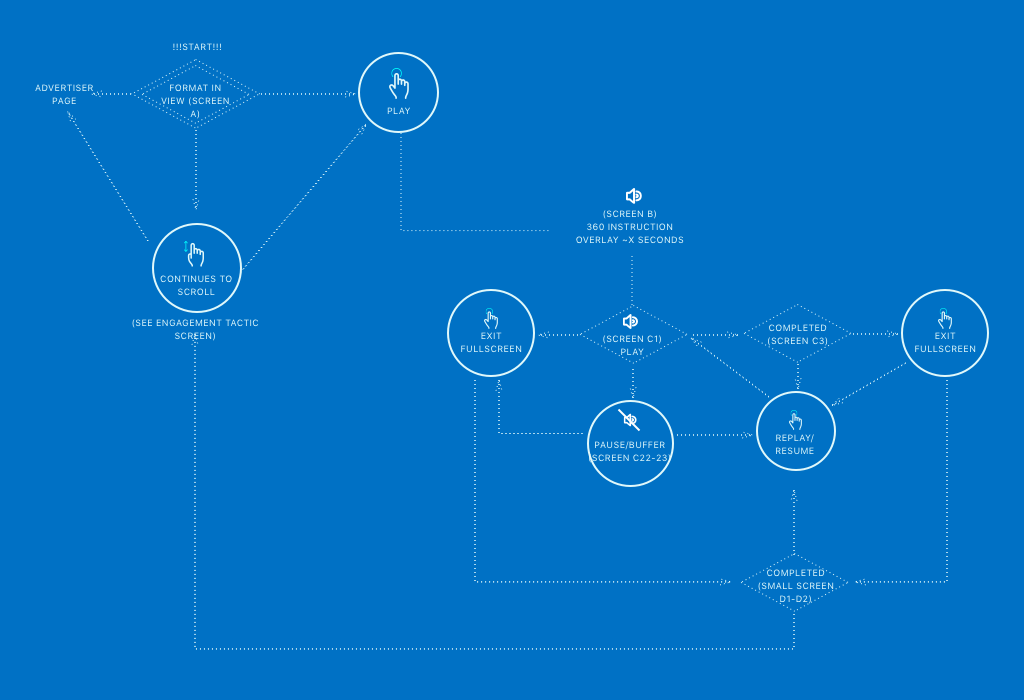 !!!START!!!
ADVERTISER
PAGE
FORMAT IN
VIEW (SCREEN
A)
PLAY
(SCREEN B)
360 INSTRUCTION
OVERLAY ~X SECONDS
CONTINUES TO
SCROLL
(SEE ENGAGEMENT TACTIC
SCREEN)
EXIT
FULLSCREEN
(SCREEN C1)
PLAY
COMPLETED
(SCREEN C3)
EXIT
FULLSCREEN
PAUSE/BUFFER
(SCREEN C22-23)
REPLAY/
RESUME
COMPLETED
(SMALL SCREEN
D1-D2)